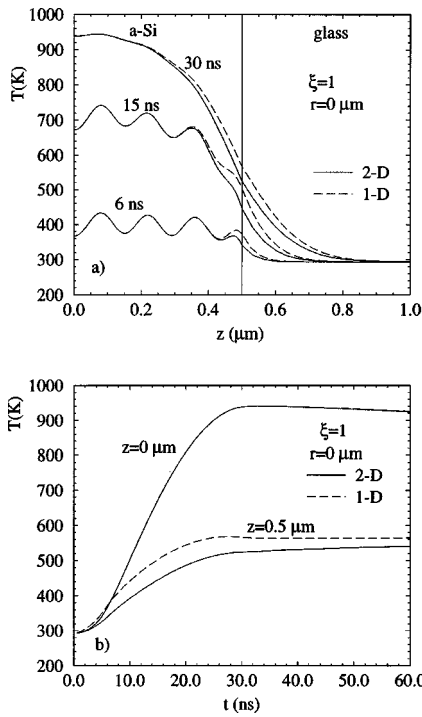 1000
900
800
700
600
500
400
300
200
T(K)
a-Si
glass
30 ns
ξ=1
r=0 μm
15 ns
2-D
1-D
6 ns
a)
0.0 0.2 0.4 0.6 0.8 1.0
z (μm)
1000
900
800
700
600
500
400
300
200
T(K)
ξ=1
r=0 μm
z=0 μm
2-D
1-D
z=0.5 μm
b)
0.0 10.0 20.0 30.0 40.0 50.0 60.0
t (ns)